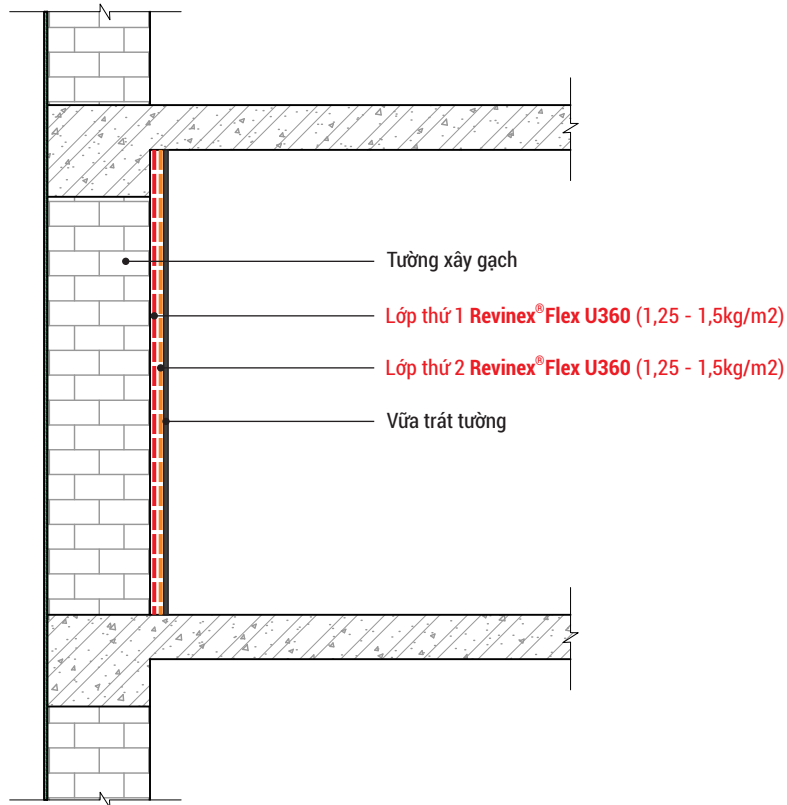 Tường xây gạch
Lớp thứ 1 Revinex®Flex U360 (1,25 - 1,5kg/m2)
Lớp thứ 2 Revinex®Flex U360 (1,25 - 1,5kg/m2)
Vữa trát tường